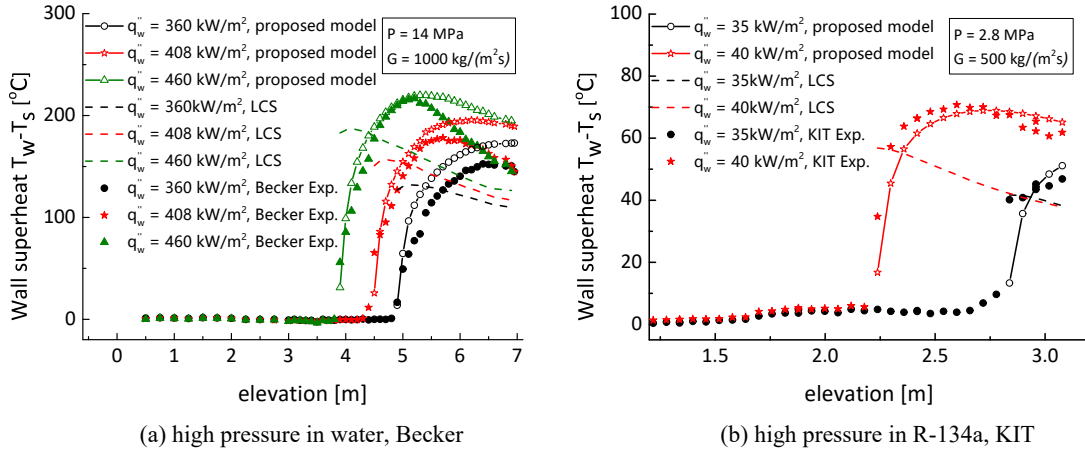 300
200
100
0
0 1 2 3 4 5 6 7
Wall superheat T_W-T_S [°C]
elevation [m]
q''_w = 360 kW/m², proposed model
q''_w = 408 kW/m², proposed model
q''_w = 460 kW/m², proposed model
q''_w = 360kW/m², LCS
q''_w = 408 kW/m², LCS
q''_w = 460 kW/m², LCS
q''_w = 360 kW/m², Becker Exp.
q''_w = 408 kW/m², Becker Exp.
q''_w = 460 kW/m², Becker Exp.
P = 14 MPa
G = 1000 kg/(m²s)
(a) high pressure in water, Becker
100
80
60
40
20
0
1.5 2.0 2.5 3.0
Wall superheat T_W-T_S [°C]
elevation [m]
q''_w = 35 kW/m², proposed model
q''_w = 40 kW/m², proposed model
q''_w = 35kW/m², LCS
q''_w = 40kW/m², LCS
q''_w = 35kW/m², KIT Exp.
q''_w = 40 kW/m², KIT Exp.
P = 2.8 MPa
G = 500 kg/(m²s)
(b) high pressure in R-134a, KIT